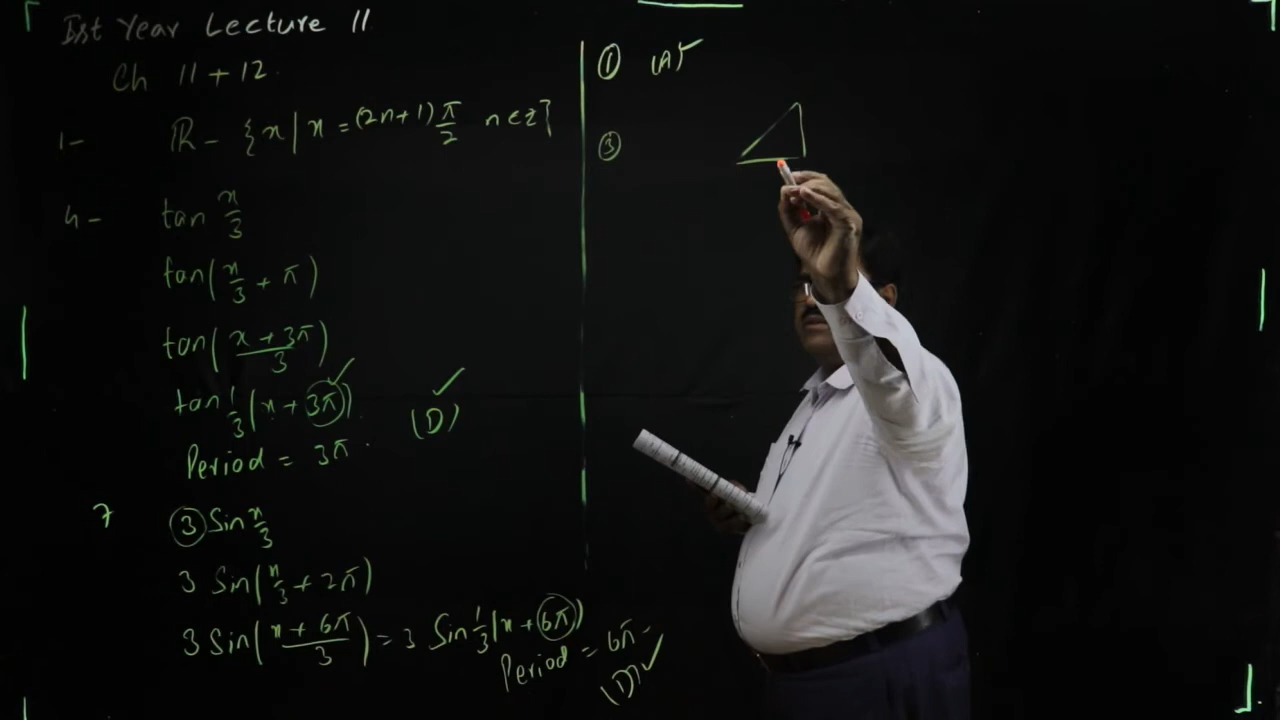 Ist Year Lecture 11
Ch 11 + 12
1- R - {x | x = (2n+1) π/2 n ∈ Z}
4- tan x/3
tan(x/3 + π)
tan(x + 3π / 3)
tan 1/3 (x + 3π)
(D) ✓
Period = 3π
7 3 Sin x/3
3 Sin(x/3 + 2π)
3 Sin(x + 6π / 3) = 3 Sin 1/3 (x + 6π)
Period = 6π
(D) ✓
① (A) ✓
③